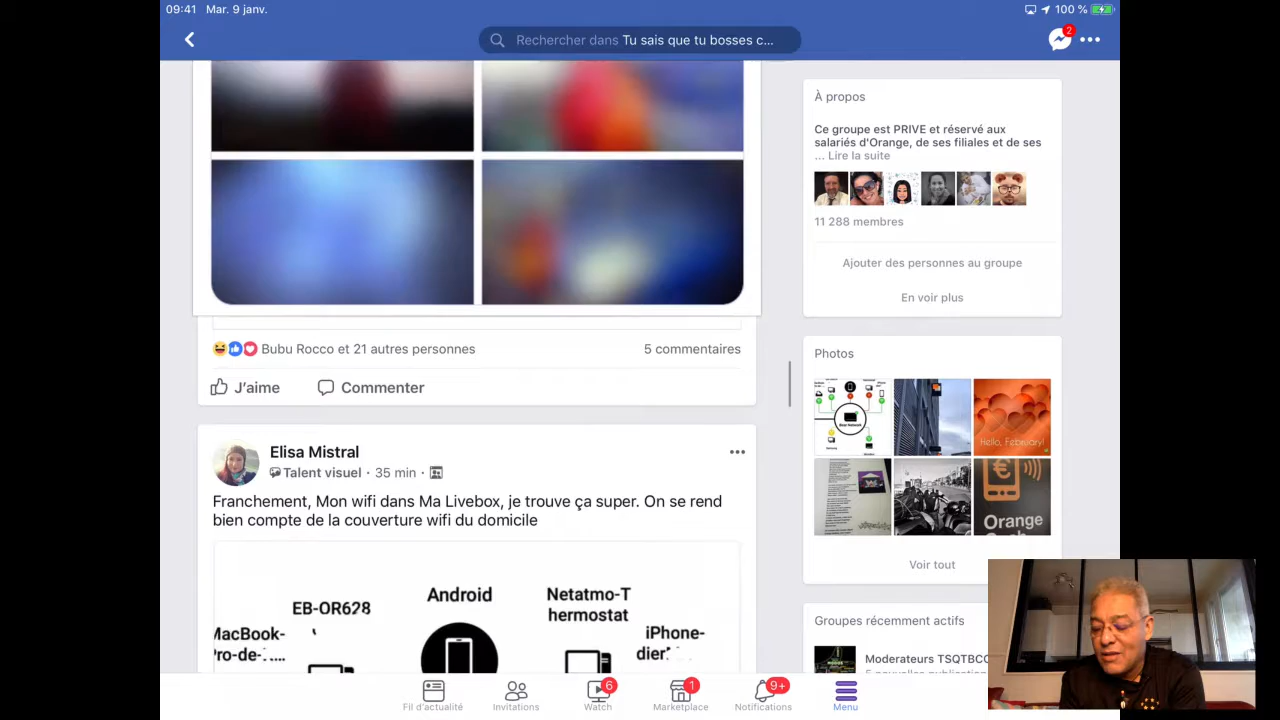 09:41 Mar. 9 janv.
100 %
Rechercher dans Tu sais que tu bosses c...
2
À propos
Ce groupe est PRIVE et réservé aux
salariés d'Orange, de ses filiales et de ses
... Lire la suite
11 288 membres
Ajouter des personnes au groupe
En voir plus
Bubu Rocco et 21 autres personnes
5 commentaires
J'aime
Commenter
Photos
Hello, February!
Orange
Voir tout
Elisa Mistral
Talent visuel · 35 min ·
Franchement, Mon wifi dans Ma Livebox, je trouve ça super. On se rend
bien compte de la couverture wifi du domicile
EB-OR628
Android
Netatmo-T
hermostat
MacBook-
Pro-de-....
iPhone-
Groupes récemment actifs
Moderateurs TSQTBCC
Fil d'actualité
Invitations
6
Watch
1
Marketplace
9+
Notifications
Menu